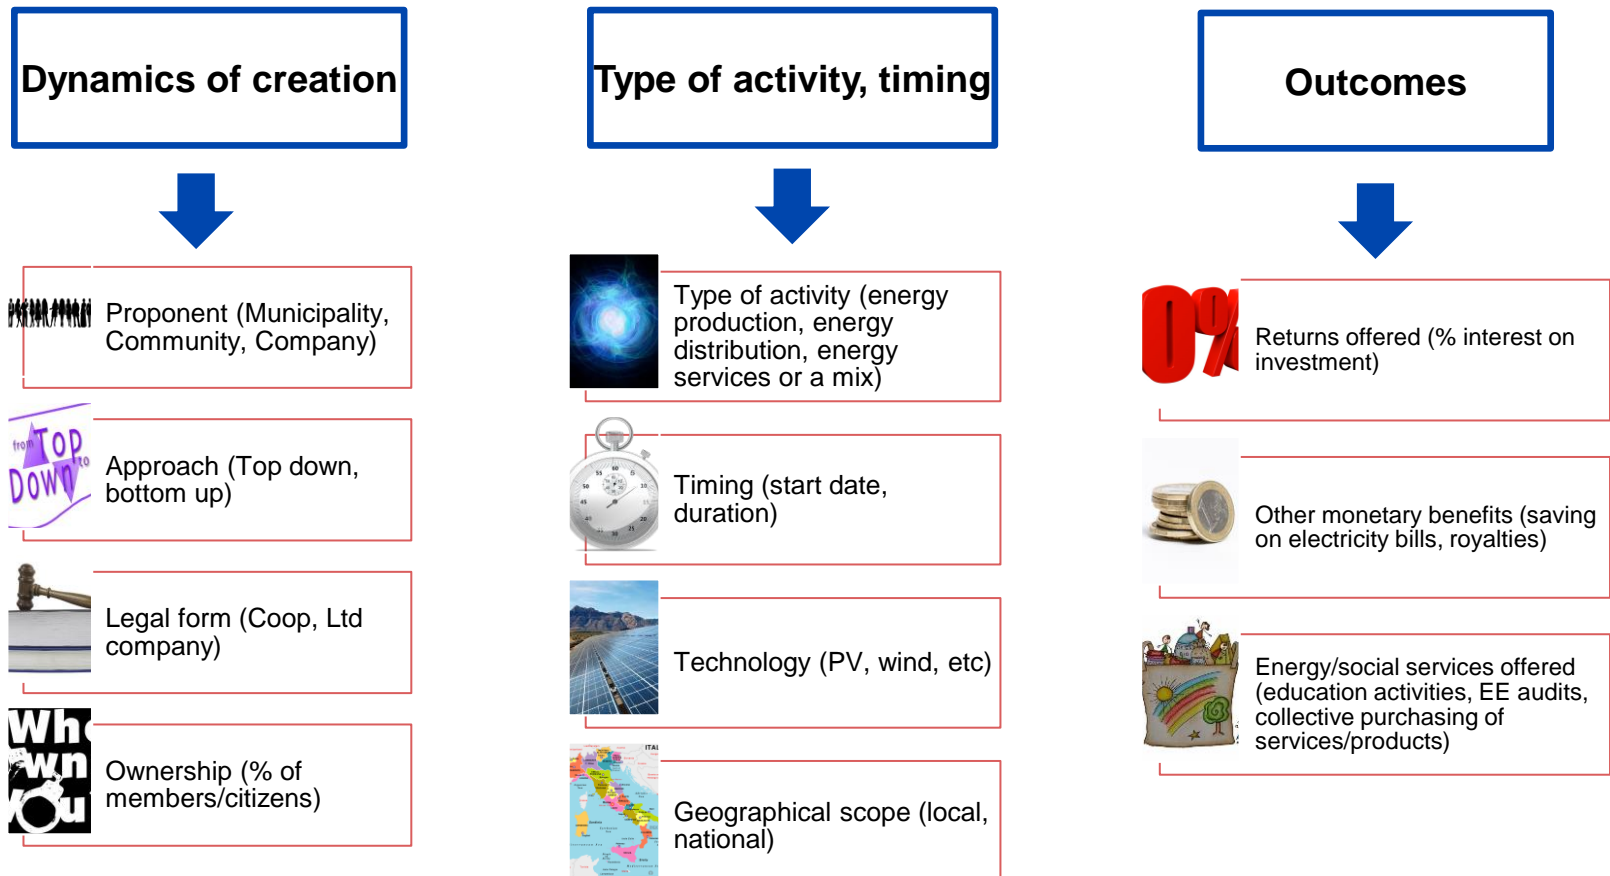 Dynamics of creation
Proponent (Municipality,
Community, Company)
from Top
Down to
Approach (Top down,
bottom up)
Legal form (Coop, Ltd
company)
Who
own
You
Ownership (% of
members/citizens)
Type of activity, timing
Type of activity (energy
production, energy
distribution, energy
services or a mix)
Timing (start date,
duration)
Technology (PV, wind, etc)
ITAL
Geographical scope (local,
national)
Outcomes
0%
Returns offered (% interest on
investment)
Other monetary benefits (saving
on electricity bills, royalties)
Energy/social services offered
(education activities, EE audits,
collective purchasing of
services/products)